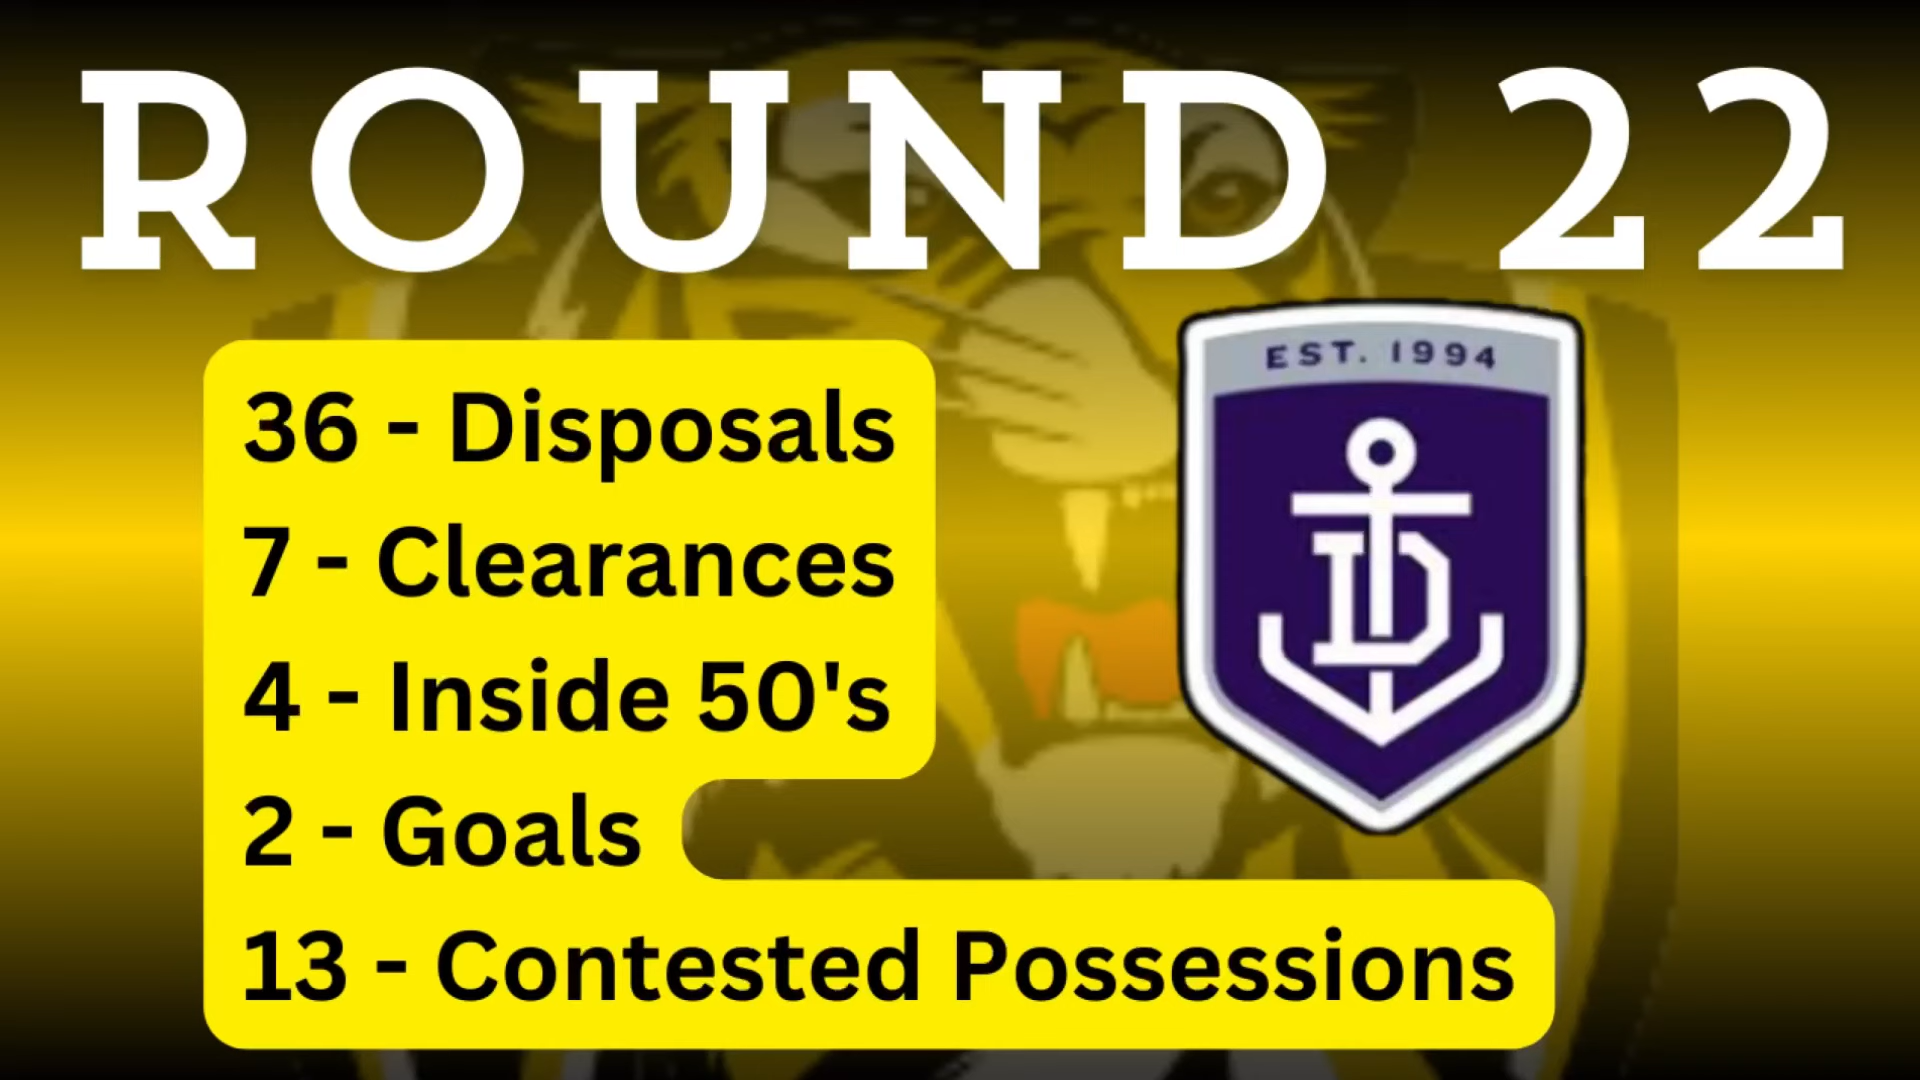 ROUND 22
EST. 1994
D
36 - Disposals
7 - Clearances
4 - Inside 50's
2 - Goals
13 - Contested Possessions